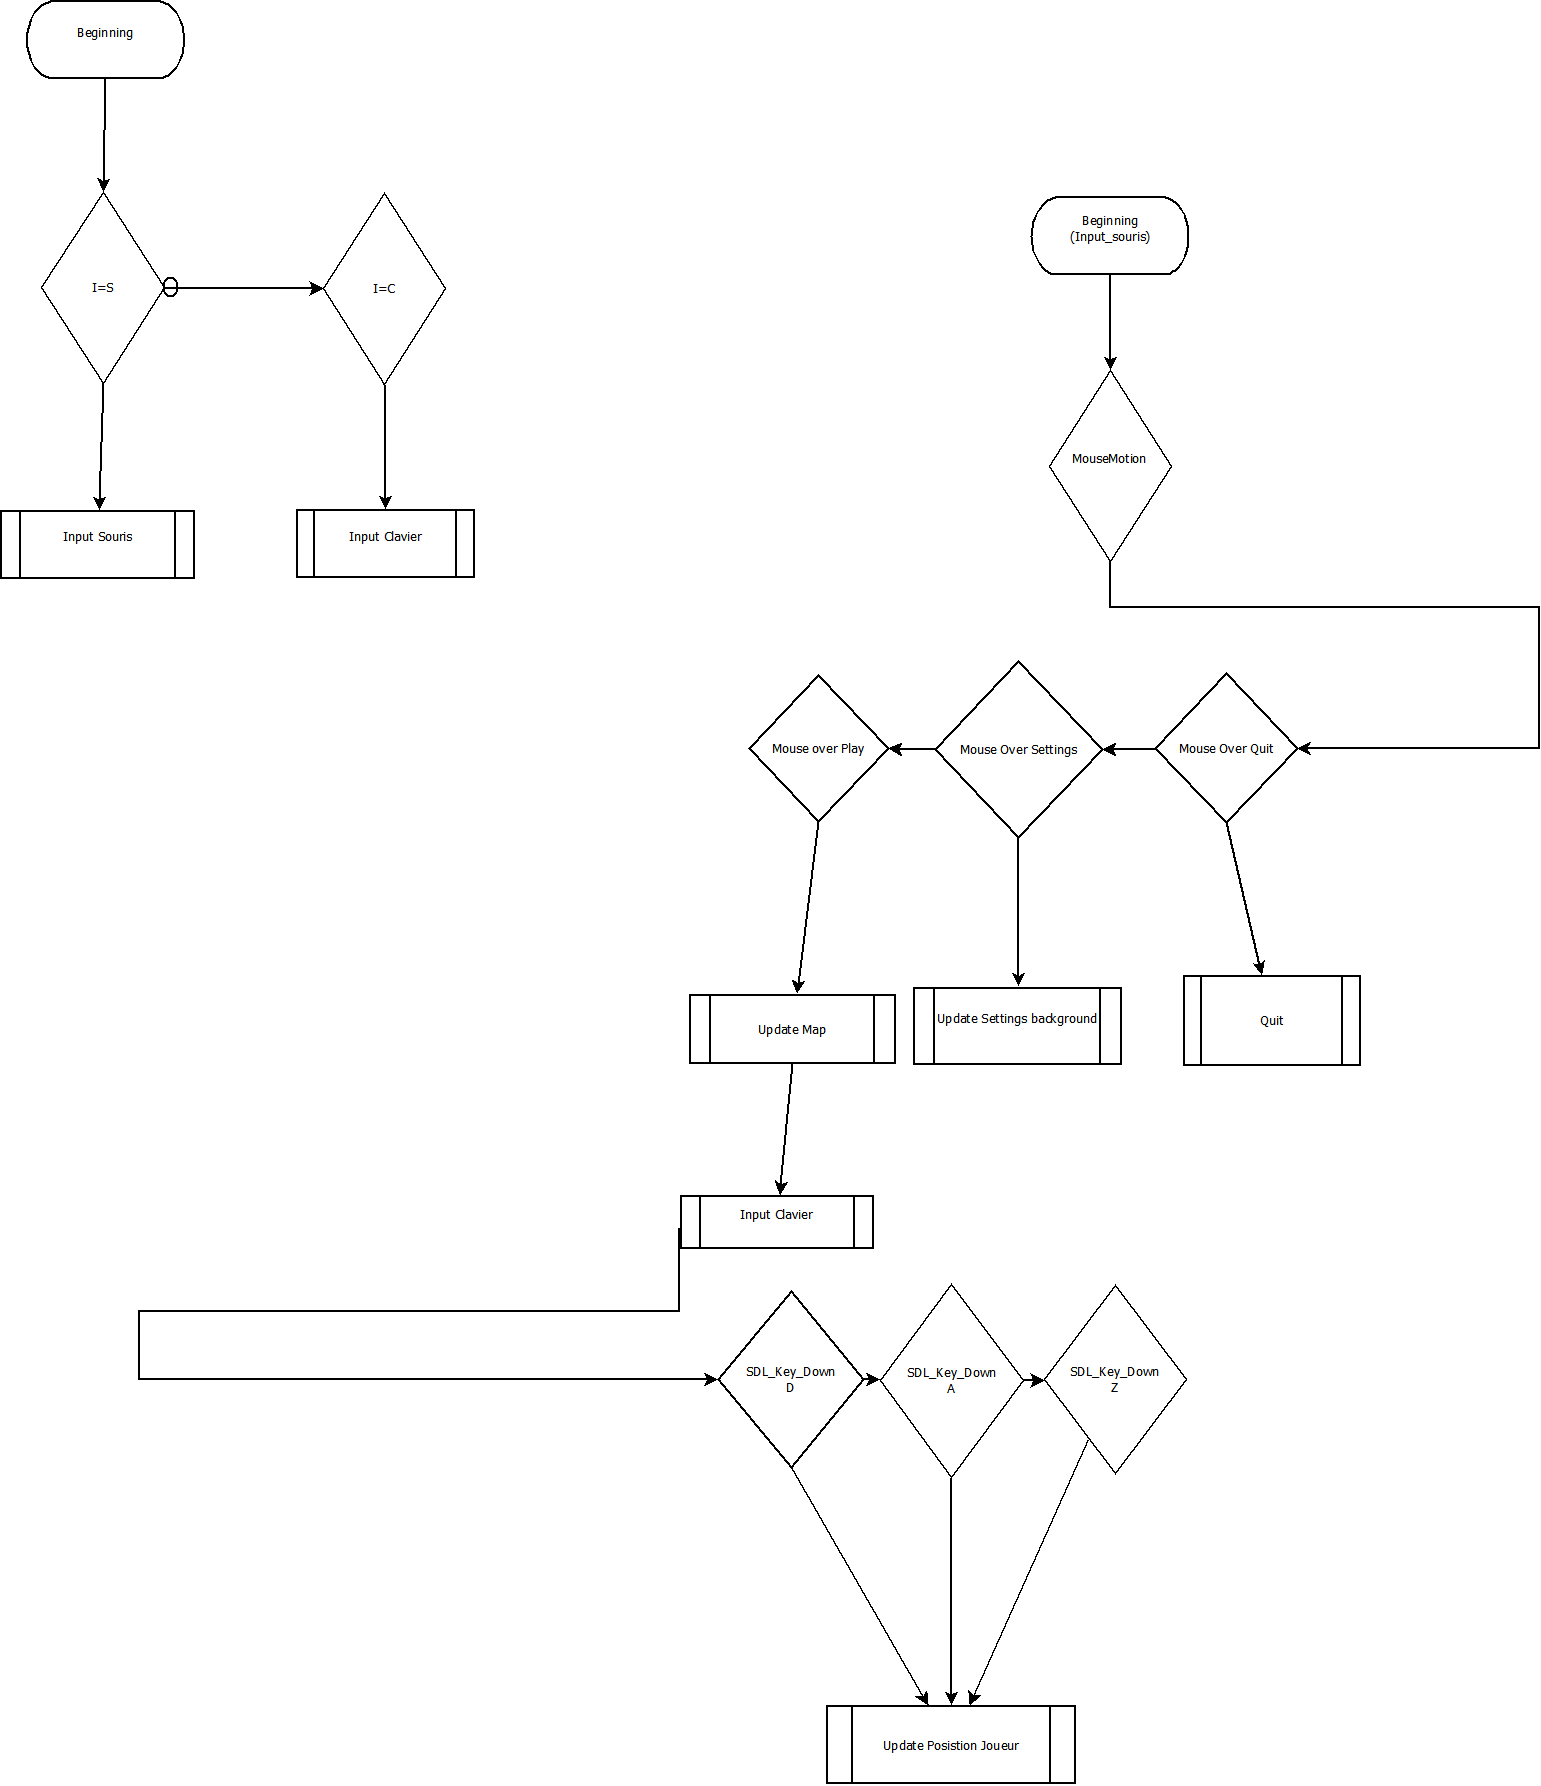 Beginning
I=S
I=C
Input Souris
Input Clavier
Beginning
(Input_souris)
MouseMotion
Mouse over Play
Mouse Over Settings
Mouse Over Quit
Update Map
Update Settings background
Quit
Input Clavier
SDL_Key_Down
D
SDL_Key_Down
A
SDL_Key_Down
Z
Update Posistion Joueur